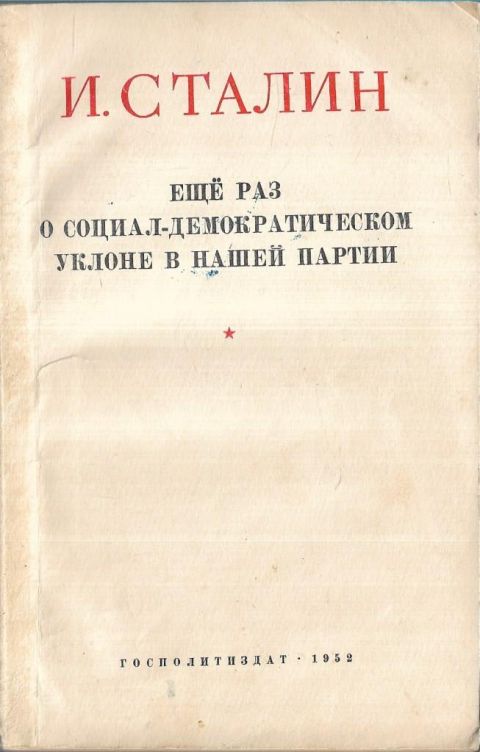 И. СТАЛИН
ЕЩЁ РАЗ
О СОЦИАЛ-ДЕМОКРАТИЧЕСКОМ
УКЛОНЕ В НАШЕЙ ПАРТИИ
ГОСПОЛИТИЗДАТ · 1952